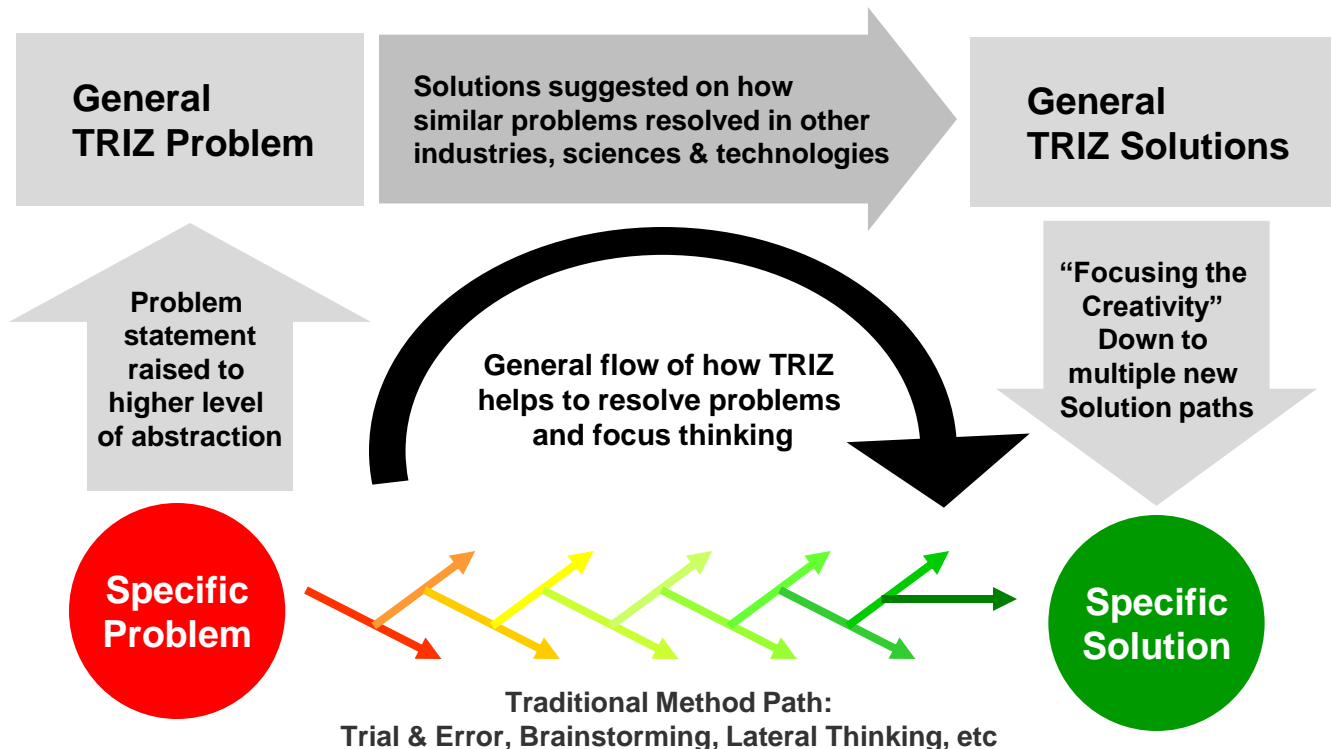 General
TRIZ Problem
Solutions suggested on how
similar problems resolved in other
industries, sciences & technologies
General
TRIZ Solutions
Problem
statement
raised to
higher level
of abstraction
General flow of how TRIZ
helps to resolve problems
and focus thinking
“Focusing the
Creativity”
Down to
multiple new
Solution paths
Specific
Problem
Specific
Solution
Traditional Method Path:
Trial & Error, Brainstorming, Lateral Thinking, etc